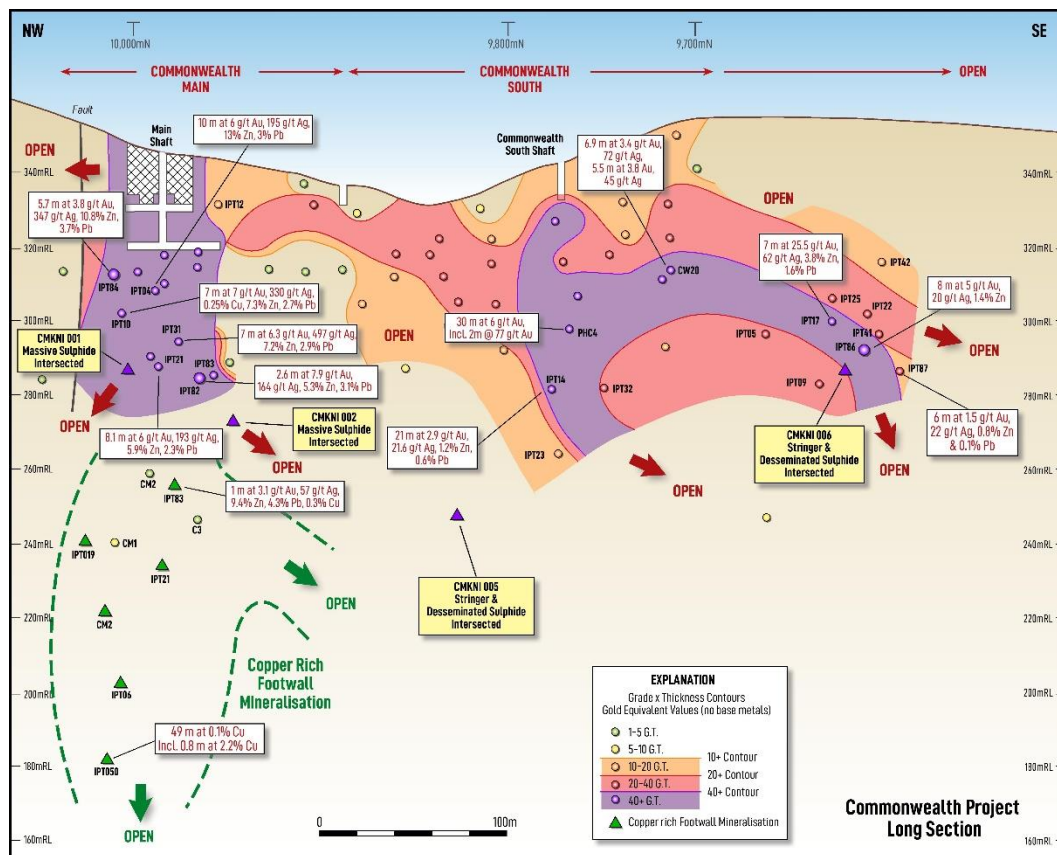 NW
SE
10,000mN
9,800mN
9,700mN
COMMONWEALTH
MAIN
COMMONWEALTH
SOUTH
OPEN
Fault
Main
Shaft
10 m at 6 g/t Au, 195 g/t Ag,
13% Zn, 3% Pb
Commonwealth
South Shaft
6.9 m at 3.4 g/t Au,
72 g/t Ag,
5.5 m at 3.8 Au,
45 g/t Ag
OPEN
340mRL
340mRL
OPEN
5.7 m at 3.8 g/t Au,
347 g/t Ag, 10.8% Zn,
3.7% Pb
IPT12
320mRL
320mRL
7 m at 25.5 g/t Au,
62 g/t Ag, 3.8% Zn,
1.6% Pb
IPT42
8 m at 5 g/t Au,
20 g/t Ag, 1.4% Zn
IPT84
IPT04
CW20
7 m at 7 g/t Au, 330 g/t Ag,
0.25% Cu, 7.3% Zn, 2.7% Pb
IPT25
IPT22
300mRL
300mRL
IPT10
IPT31
30 m at 6 g/t Au,
Incl. 2m @ 77 g/t Au
PHC4
IPT17
IPT05
IPT41
IPT86
OPEN
OPEN
CMKNI 001
Massive Sulphide
Intersected
7 m at 6.3 g/t Au, 497 g/t Ag,
7.2% Zn, 2.9% Pb
IPT21
IPT83
IPT82
2.6 m at 7.9 g/t Au,
164 g/t Ag, 5.3% Zn, 3.1% Pb
IPT14
IPT32
IPT09
IPT87
280mRL
280mRL
OPEN
8.1 m at 6 g/t Au, 193 g/t Ag,
5.9% Zn, 2.3% Pb
CMKNI 002
Massive Sulphide
Intersected
21 m at 2.9 g/t Au,
21.6 g/t Ag, 1.2% Zn,
0.6% Pb
6 m at 1.5 g/t Au,
22 g/t Ag, 0.8% Zn
& 0.1% Pb
CMKNI 006
Stringer &
Desseminated Sulphide
Intersected
OPEN
IPT23
OPEN
OPEN
260mRL
260mRL
CM2
IPT83
1 m at 3.1 g/t Au, 57 g/t Ag,
9.4% Zn, 4.3% Pb, 0.3% Cu
C3
240mRL
240mRL
IPT019
CM1
IPT21
CMKNI 005
Stringer &
Desseminated Sulphide
Intersected
OPEN
220mRL
220mRL
CM2
Copper Rich
Footwall
MIneralisation
200mRL
200mRL
IPT06
49 m at 0.1% Cu
Incl. 0.8 m at 2.2% Cu
180mRL
180mRL
IPT050
OPEN
160mRL
160mRL
0
100m
EXPLANATION
Grade x Thickness Contours
Gold Equivalent Values (no base metals)
1-5 G.T.
5-10 G.T.
10+ Contour
10-20 G.T.
20+ Contour
20-40 G.T.
40+ Contour
40+ G.T.
Copper rich Footwall Mineralisation
Commonwealth Project
Long Section